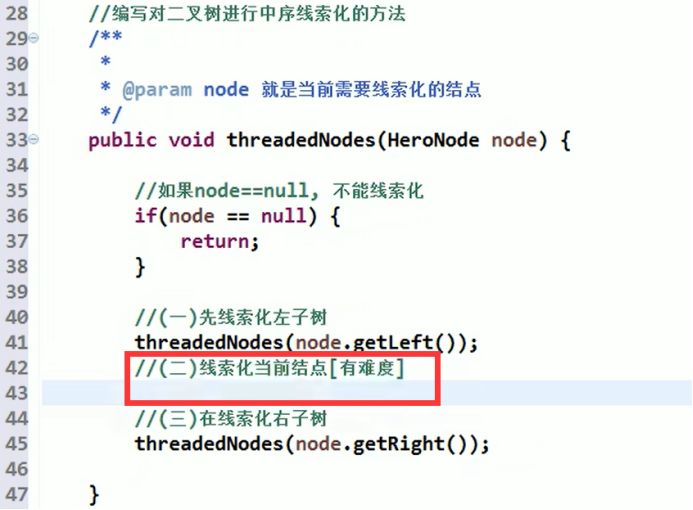 28 //编写对二叉树进行中序线索化的方法
29 /**
30 *
31 * @param node 就是当前需要线索化的结点
32 */
33 public void threadedNodes(HeroNode node) {
34
35 //如果node==null, 不能线索化
36 if(node == null) {
37 return;
38 }
39
40 //(一)先线索化左子树
41 threadedNodes(node.getLeft());
42 //(二)线索化当前结点[有难度]
43
44 //(三)在线索化右子树
45 threadedNodes(node.getRight());
46
47 }